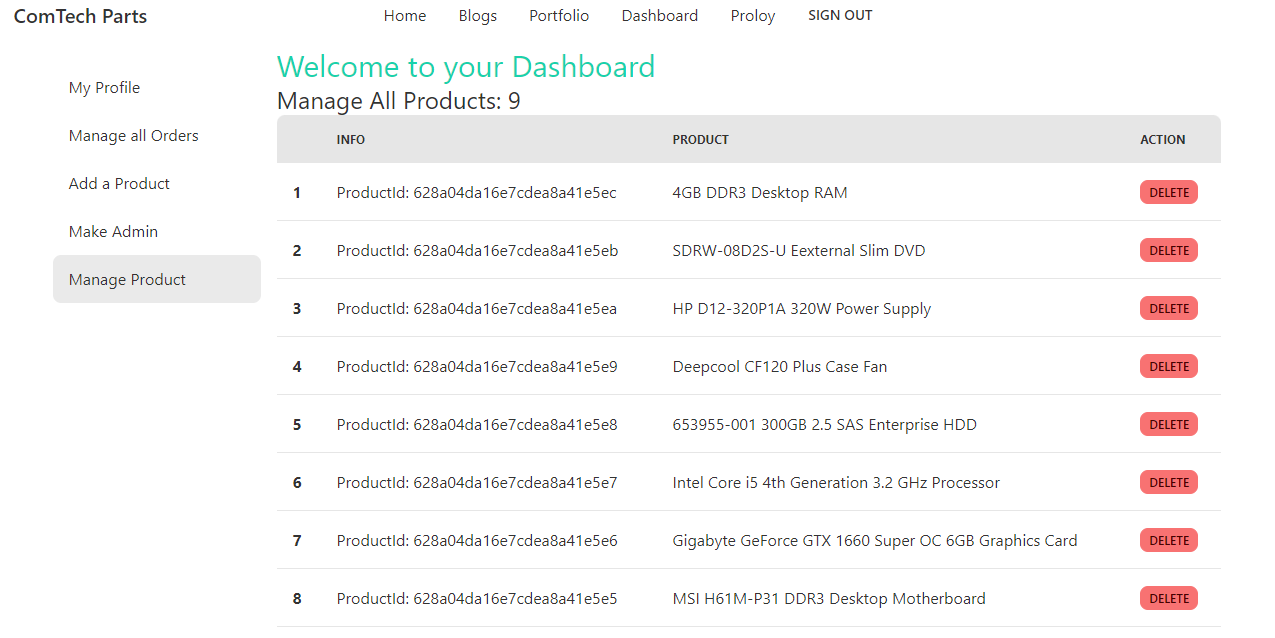 ComTech Parts Home Blogs Portfolio Dashboard Proloy SIGN OUT
Welcome to your Dashboard
My Profile
Manage All Products: 9
Manage all Orders
INFO PRODUCT ACTION
Add a Product
1 ProductId: 628a04da16e7cdea8a41e5ec 4GB DDR3 Desktop RAM DELETE
Make Admin
2 ProductId: 628a04da16e7cdea8a41e5eb SDRW-08D2S-U Eexternal Slim DVD DELETE
Manage Product
3 ProductId: 628a04da16e7cdea8a41e5ea HP D12-320P1A 320W Power Supply DELETE
4 ProductId: 628a04da16e7cdea8a41e5e9 Deepcool CF120 Plus Case Fan DELETE
5 ProductId: 628a04da16e7cdea8a41e5e8 653955-001 300GB 2.5 SAS Enterprise HDD DELETE
6 ProductId: 628a04da16e7cdea8a41e5e7 Intel Core i5 4th Generation 3.2 GHz Processor DELETE
7 ProductId: 628a04da16e7cdea8a41e5e6 Gigabyte GeForce GTX 1660 Super OC 6GB Graphics Card DELETE
8 ProductId: 628a04da16e7cdea8a41e5e5 MSI H61M-P31 DDR3 Desktop Motherboard DELETE